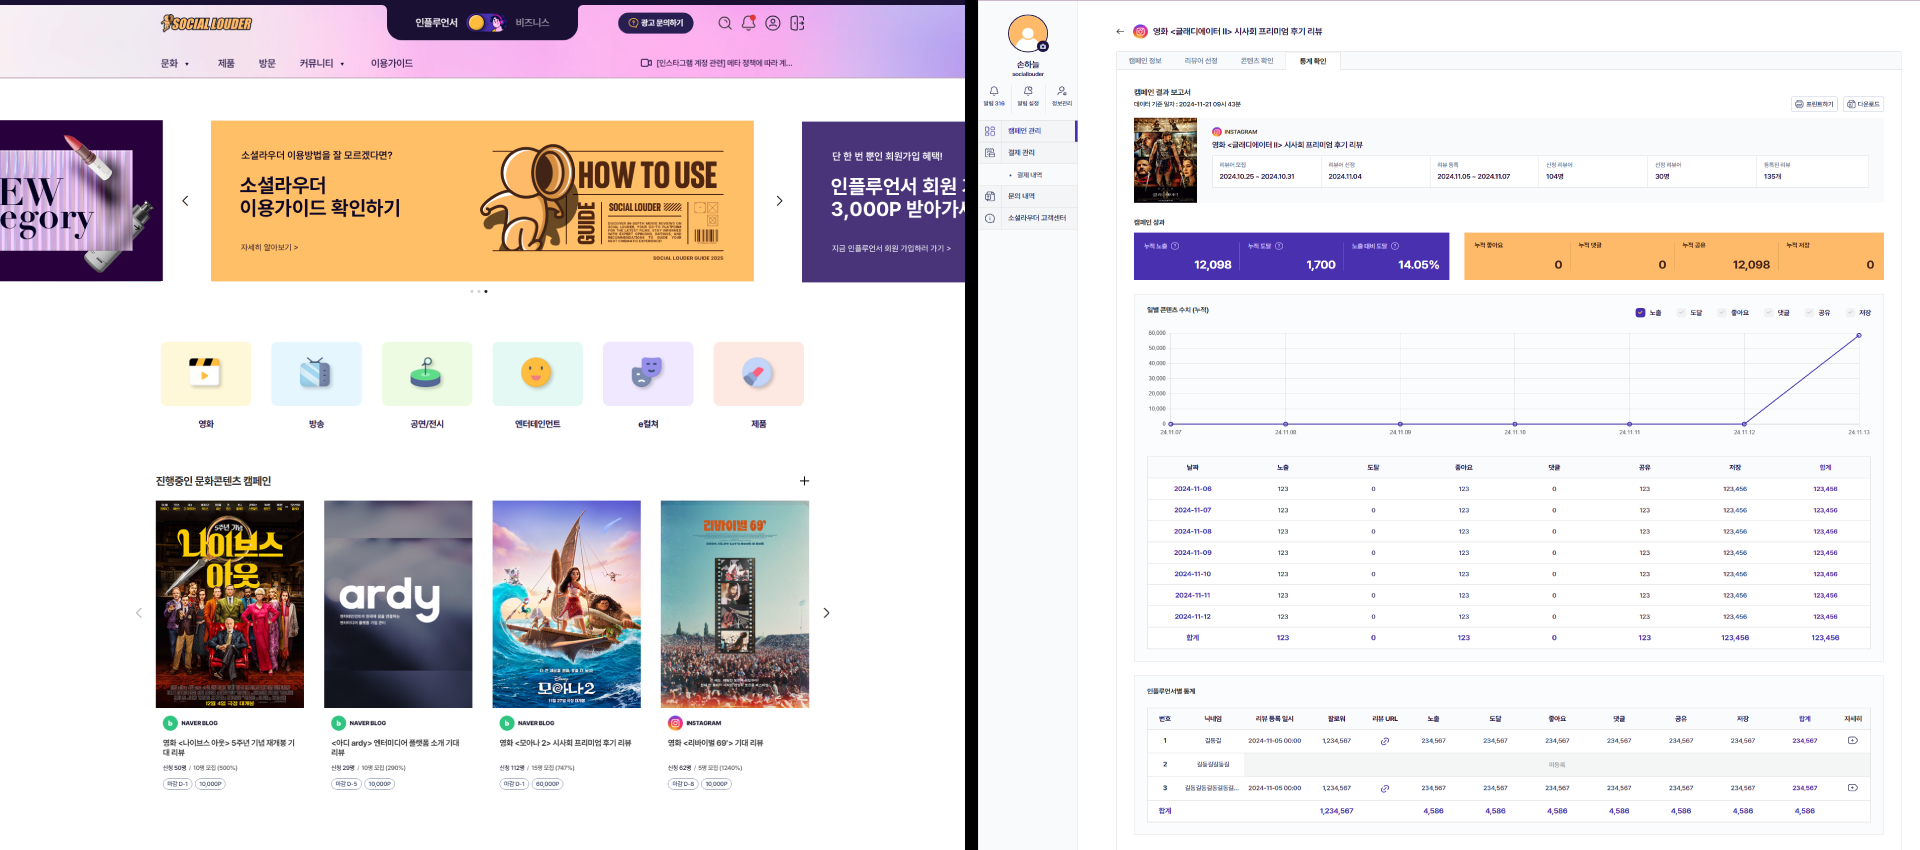 SOCIAL LOUDER
인플루언서
비즈니스
광고 문의하기
문화
제품
방문
커뮤니티
이용가이드
[인스타그램 계정 관련] 메타 정책에 따라 계...
EW
egory
소셜라우더 이용방법을 잘 모르겠다면?
소셜라우더
이용가이드 확인하기
자세히 알아보기 >
HOW TO USE
GUIDE
SOCIAL LOUDER
SOCIAL LOUDER GUIDE 2025
단 한 번 뿐인 회원가입 혜택!
인플루언서 회원
3,000P 받아가
지금 인플루언서 회원 가입하러 가기 >
영화
방송
공연/전시
엔터테인먼트
e컬쳐
제품
진행중인 문화콘텐츠 캠페인
5주년 기념
나이브스
아웃
12월 4일 극장 대개봉
ardy
Disney
모아나2
11월 27일 극장 대개봉
리바이벌 69'
NAVER BLOG
영화 <나이브스 아웃> 5주년 기념 재개봉 기
대 리뷰
신청 50명 / 10명 모집 (500%)
마감 D-1
10,000P
NAVER BLOG
<아디 ardy> 엔터미디어 플랫폼 소개 기대
리뷰
신청 29명 / 10명 모집 (290%)
마감 D-5
10,000P
NAVER BLOG
영화 <모아나 2> 시사회 프리미엄 후기 리뷰
신청 112명 / 15명 모집 (747%)
마감 D-1
60,000P
INSTAGRAM
영화 <리바이벌 69'> 기대 리뷰
신청 62명 / 5명 모집 (1240%)
마감 D-8
10,000P
손하늘
sociallouder
알림 316
알림 설정
정보관리
캠페인 관리
결제 관리
결제 내역
문의 내역
소셜라우더 고객센터
영화 <글래디에이터 II> 시사회 프리미엄 후기 리뷰
캠페인 정보
리뷰어 선정
콘텐츠 확인
통계 확인
캠페인 결과 보고서
데이터 기준 일자 : 2024-11-21 09시 43분
프린트하기
다운로드
INSTAGRAM
영화 <글래디에이터 II> 시사회 프리미엄 후기 리뷰
리뷰어 모집
2024.10.25 ~ 2024.10.31
리뷰어 선정
2024.11.04
리뷰 등록
2024.11.05 ~ 2024.11.07
신청 리뷰어
104명
선정 리뷰어
30명
등록된 리뷰
135개
캠페인 성과
누적 노출
12,098
누적 도달
1,700
노출 대비 도달
14.05%
누적 좋아요
0
누적 댓글
0
누적 공유
12,098
누적 저장
0
일별 콘텐츠 수치 (누적)
노출
도달
좋아요
댓글
공유
저장
60,000
50,000
40,000
30,000
20,000
10,000
0
24.11.07 24.11.08 24.11.09 24.11.10 24.11.11 24.11.12 24.11.13
날짜 노출 도달 좋아요 댓글 공유 저장 합계
2024-11-06 123 0 123 0 123 123,456 123,456
2024-11-07 123 0 123 0 123 123,456 123,456
2024-11-08 123 0 123 0 123 123,456 123,456
2024-11-09 123 0 123 0 123 123,456 123,456
2024-11-10 123 0 123 0 123 123,456 123,456
2024-11-11 123 0 123 0 123 123,456 123,456
2024-11-12 123 0 123 0 123 123,456 123,456
합계 123 0 123 0 123 123,456 123,456
인플루언서별 통계
번호 닉네임 리뷰 등록 일시 팔로워 리뷰 URL 노출 도달 좋아요 댓글 공유 저장 합계 자세히
1 길동길 2024-11-05 00:00 1,234,567 234,567 234,567 234,567 234,567 234,567 234,567 234,567
2 길동길길동길 미등록
3 길동길동길동길동길... 2024-11-05 00:00 1,234,567 234,567 234,567 234,567 234,567 234,567 234,567 234,567
합계 1,234,567 4,586 4,586 4,586 4,586 4,586 4,586 4,586